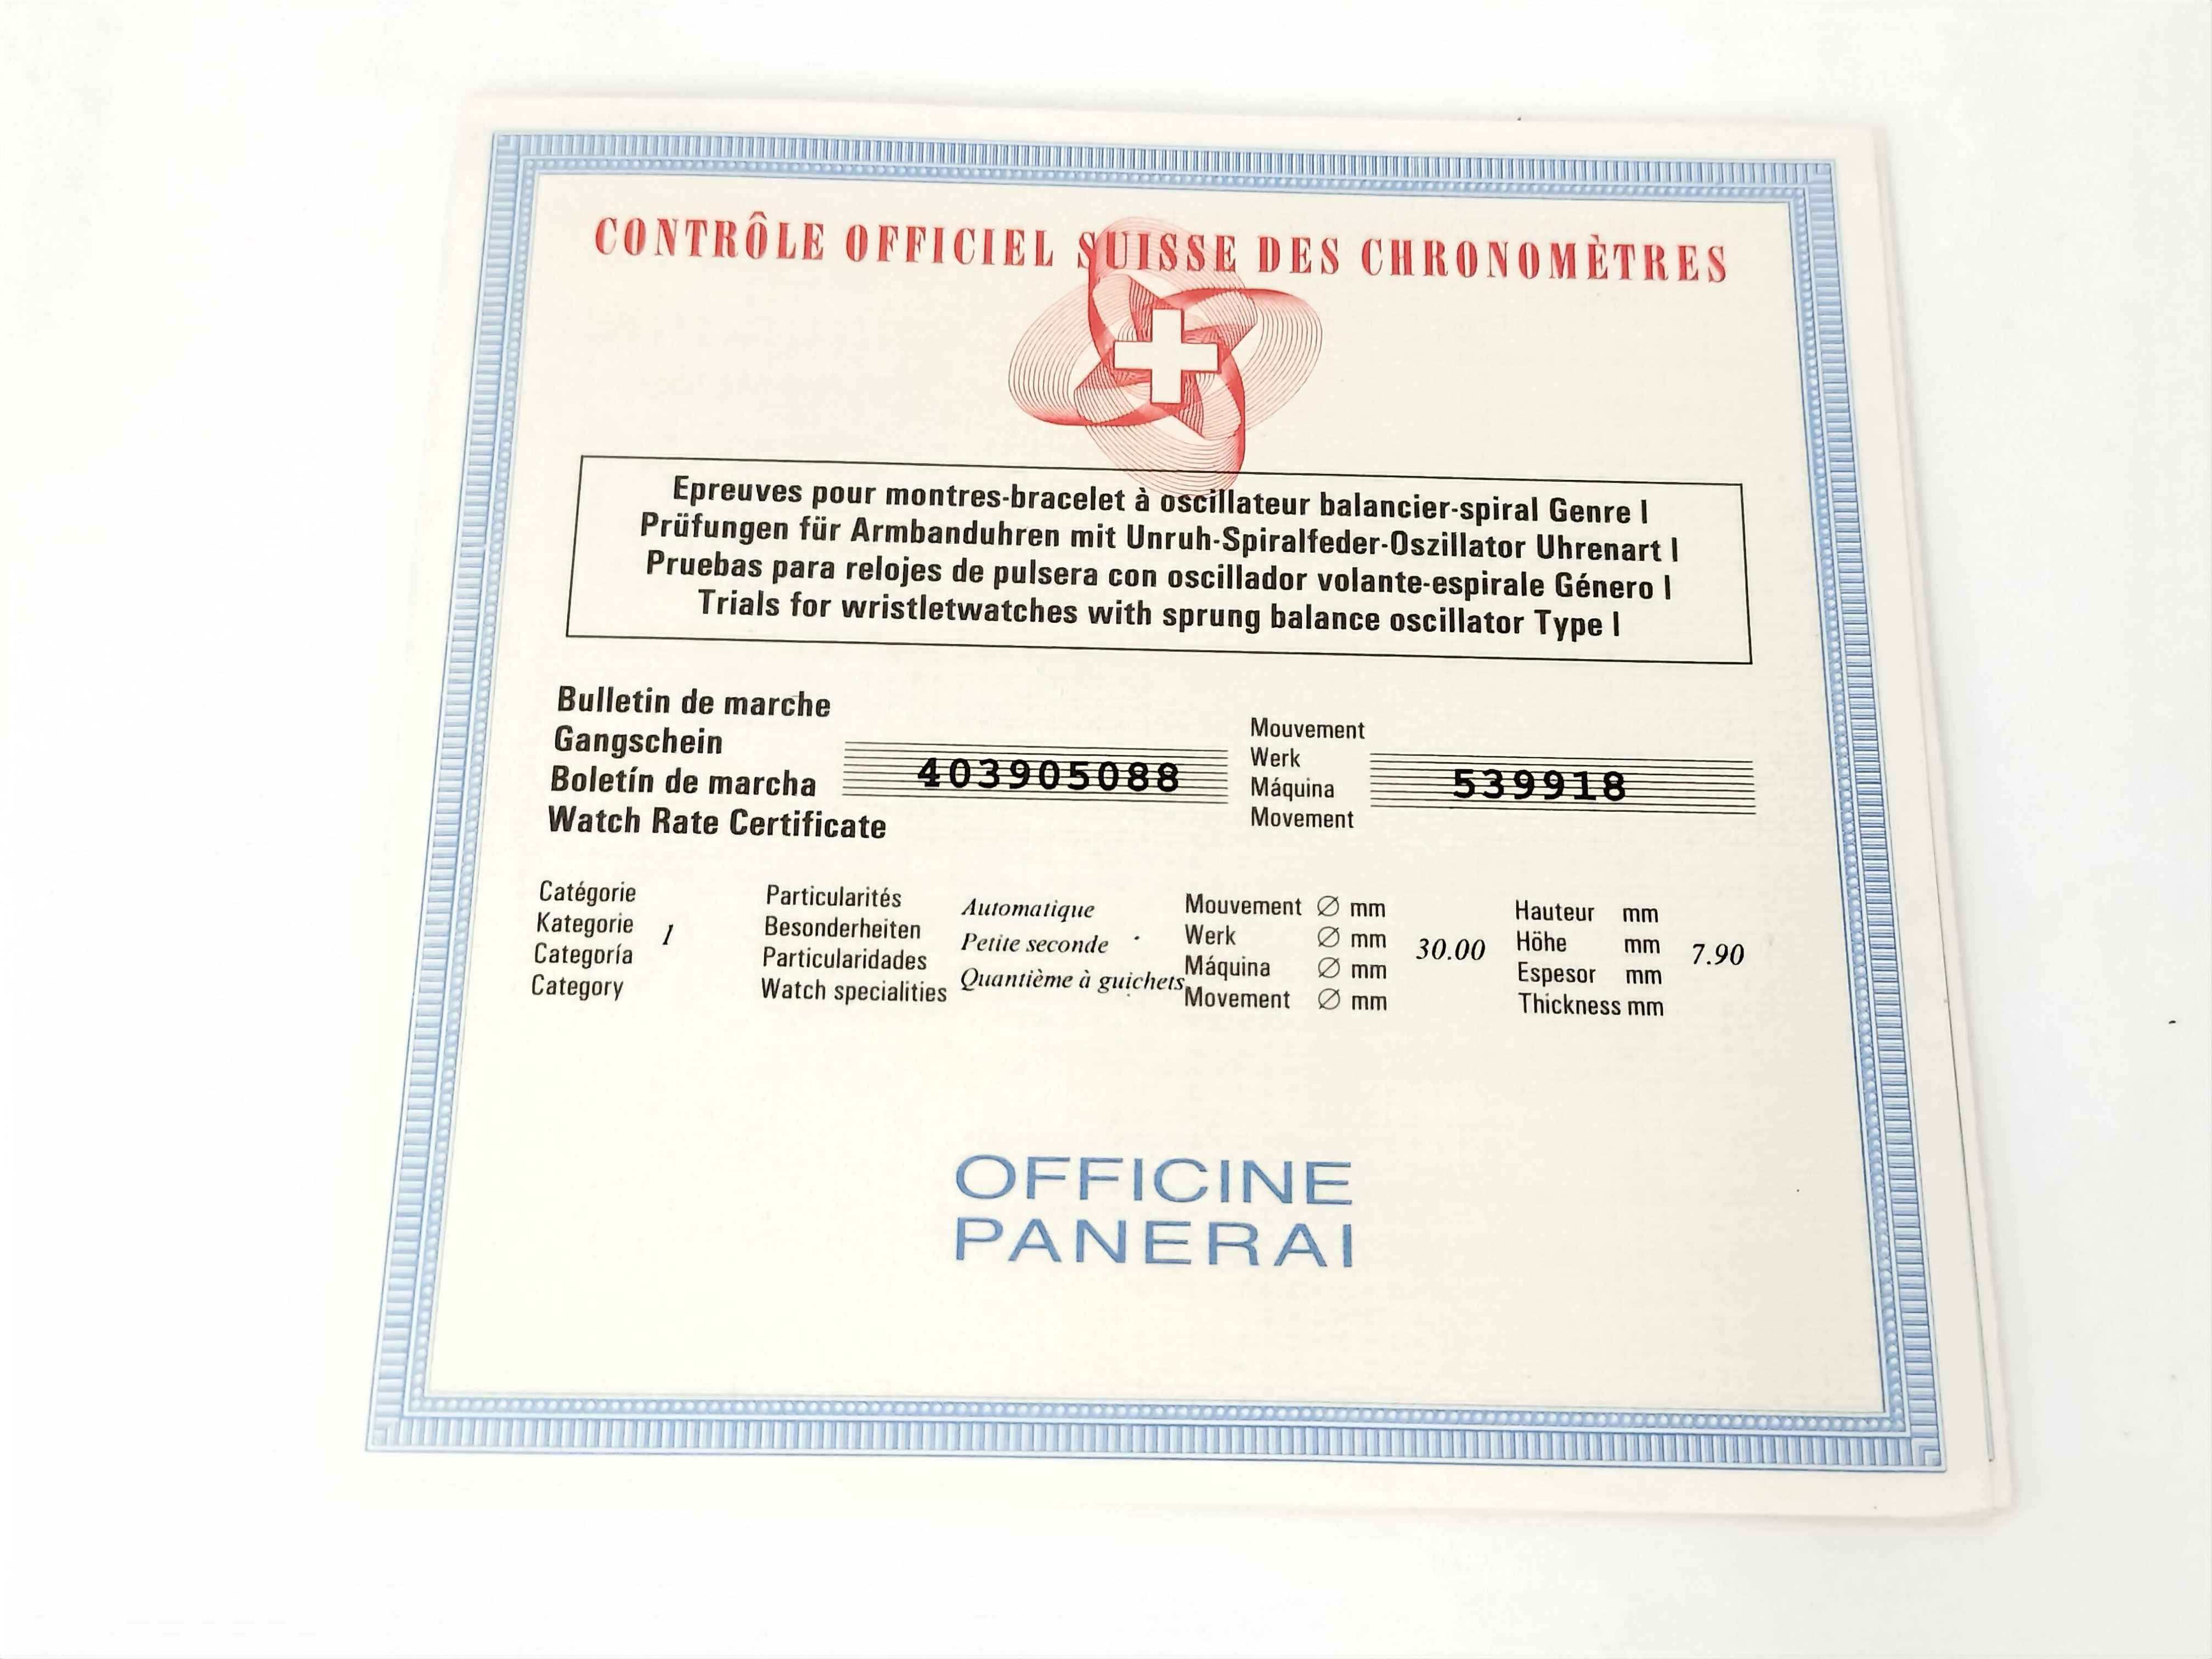 CONTRÔLE OFFICIEL SUISSE DES CHRONOMÈTRES
Epreuves pour montres-bracelet à oscillateur balancier-spiral Genre I
Prüfungen für Armbanduhren mit Unruh-Spiralfeder-Oszillator Uhrenart I
Pruebas para relojes de pulsera con oscillador volante-espirale Género I
Trials for wristletwatches with sprung balance oscillator Type I
Bulletin de marche
Gangschein
Boletín de marcha
Watch Rate Certificate
403905088
Mouvement
Werk
Máquina
Movement
539918
Catégorie
Kategorie
Categoría
Category
1
Particularités
Besonderheiten
Particularidades
Watch specialities
Automatique
Petite seconde
Quantième à guichets
Mouvement ∅ mm
Werk ∅ mm
Máquina ∅ mm
Movement ∅ mm
30.00
Hauteur mm
Höhe mm
Espesor mm
Thickness mm
7.90
OFFICINE
PANERAI